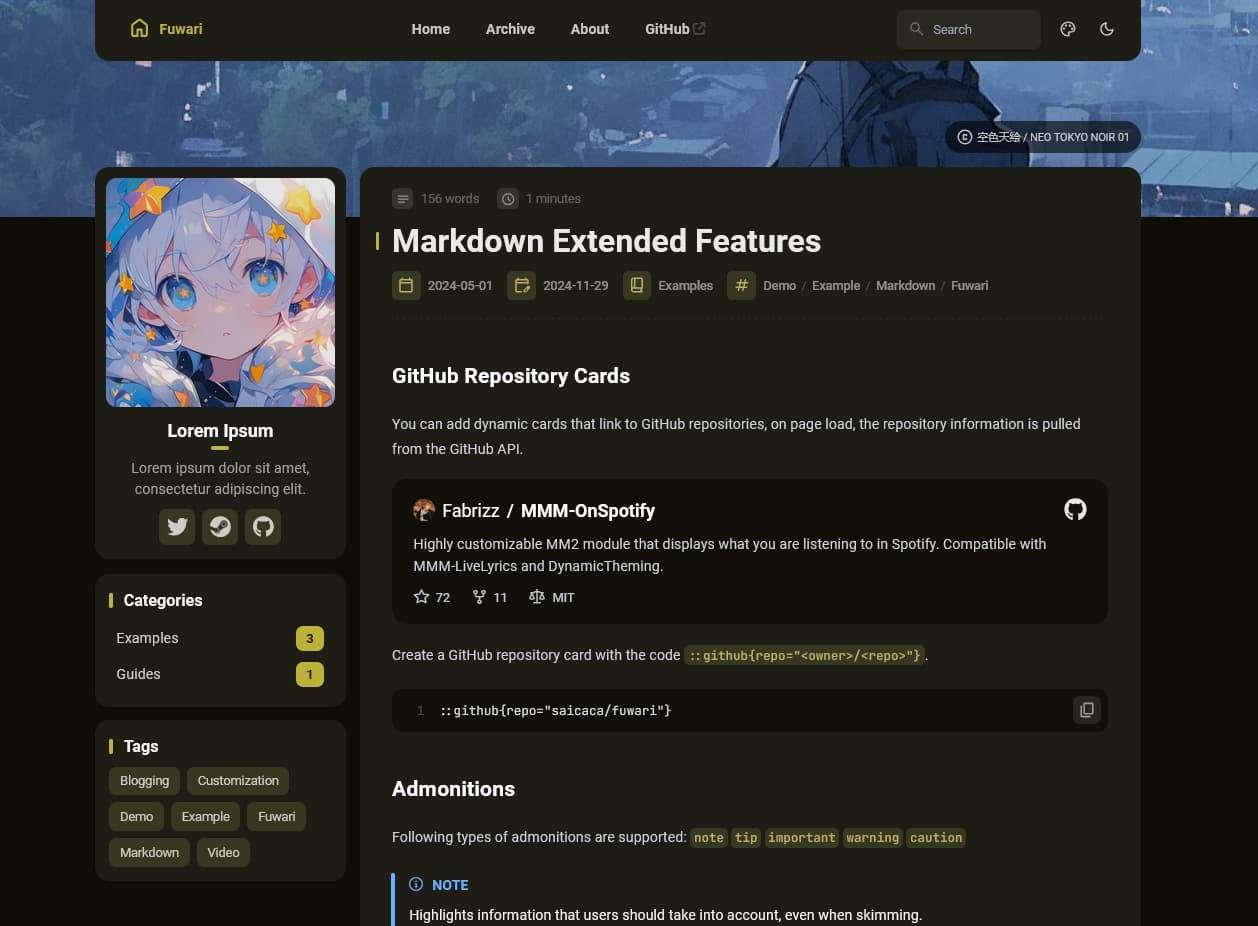 Fuwari
Home
Archive
About
GitHub
Search
空色天绘 / NEO TOKYO NOIR 01
Lorem Ipsum
Lorem ipsum dolor sit amet,
consectetur adipiscing elit.
Categories
Examples 3
Guides 1
Tags
Blogging Customization
Demo Example Fuwari
Markdown Video
156 words 1 minutes
Markdown Extended Features
2024-05-01 2024-11-29 Examples Demo / Example / Markdown / Fuwari
GitHub Repository Cards
You can add dynamic cards that link to GitHub repositories, on page load, the repository information is pulled
from the GitHub API.
Fabrizz / MMM-OnSpotify
Highly customizable MM2 module that displays what you are listening to in Spotify. Compatible with
MMM-LiveLyrics and DynamicTheming.
72 11 MIT
Create a GitHub repository card with the code ::github{repo="<owner>/<repo>"}.
1 ::github{repo="saicaca/fuwari"}
Admonitions
Following types of admonitions are supported: note tip important warning caution
NOTE
Highlights information that users should take into account, even when skimming.